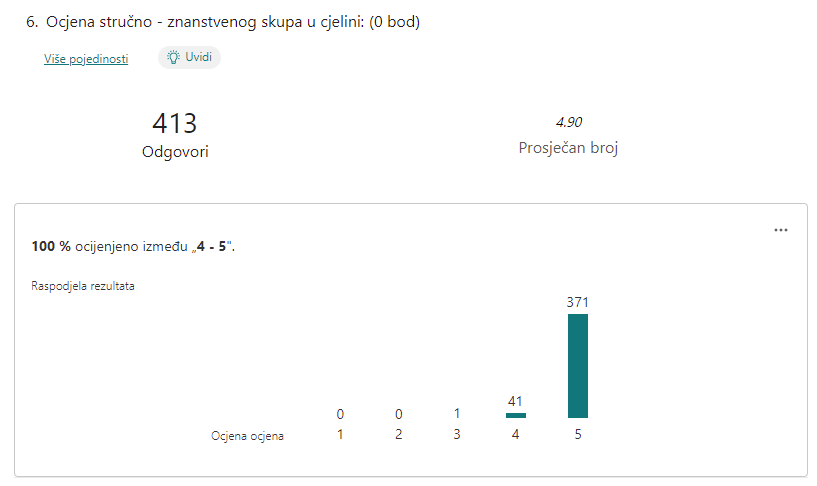 6. Ocjena stručno - znanstvenog skupa u cjelini: (0 bod)
Više pojedinosti
Uvidi
413
Odgovori
4.90
Prosječan broj
100 % ocijenjeno između „4 - 5".
Raspodjela rezultata
0 0 1 41 371
Ocjena ocjena 1 2 3 4 5